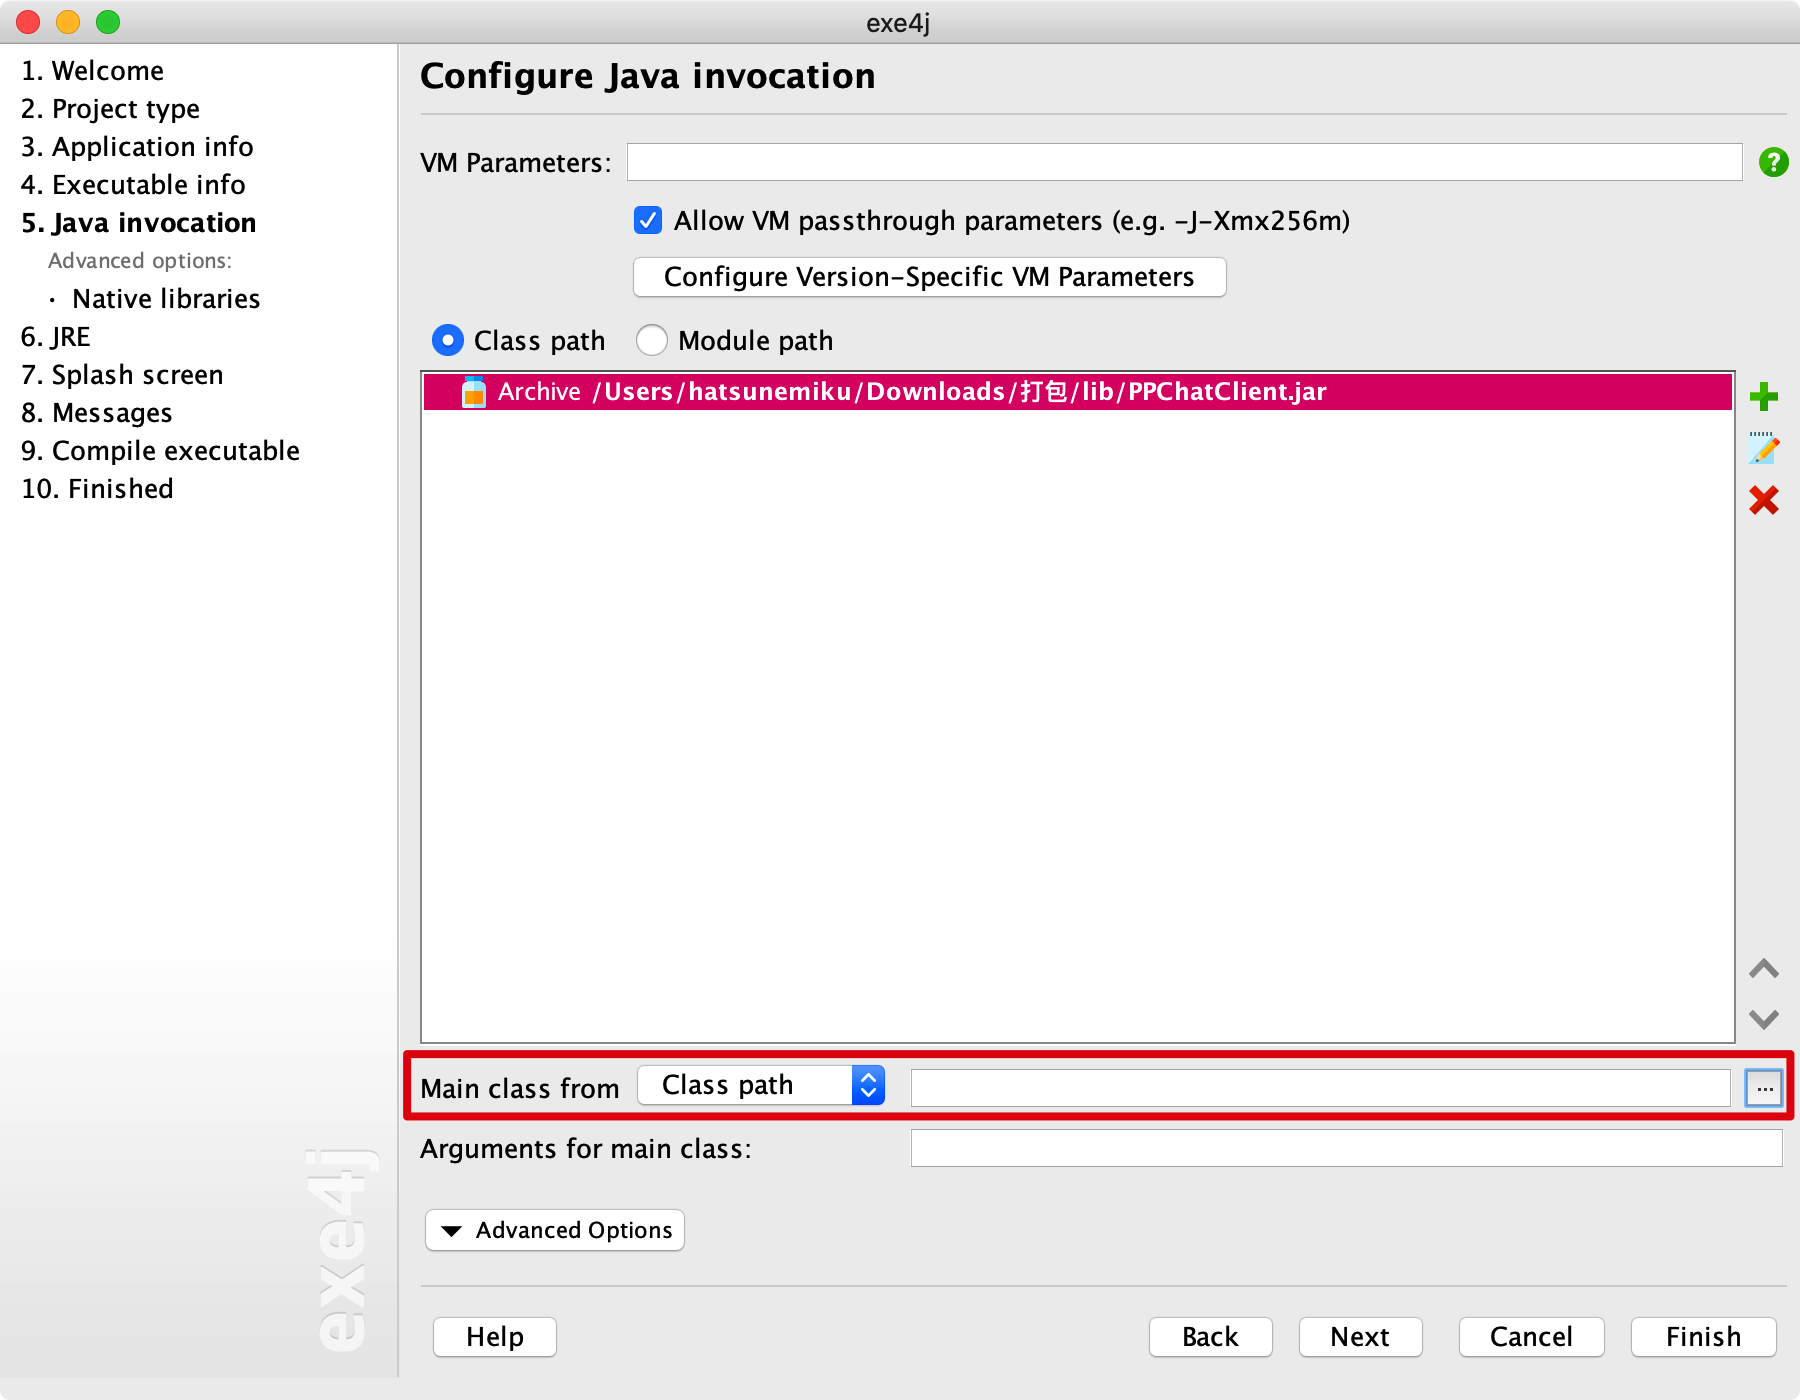 exe4j
1. Welcome
2. Project type
3. Application info
4. Executable info
5. Java invocation
Advanced options:
· Native libraries
6. JRE
7. Splash screen
8. Messages
9. Compile executable
10. Finished
exe4j
Configure Java invocation
VM Parameters:
?
Allow VM passthrough parameters (e.g. -J-Xmx256m)
Configure Version-Specific VM Parameters
Class path Module path
Archive /Users/hatsunemiku/Downloads/打包/lib/PPChatClient.jar
Main class from Class path ...
Arguments for main class:
Advanced Options
Help Back Next Cancel Finish